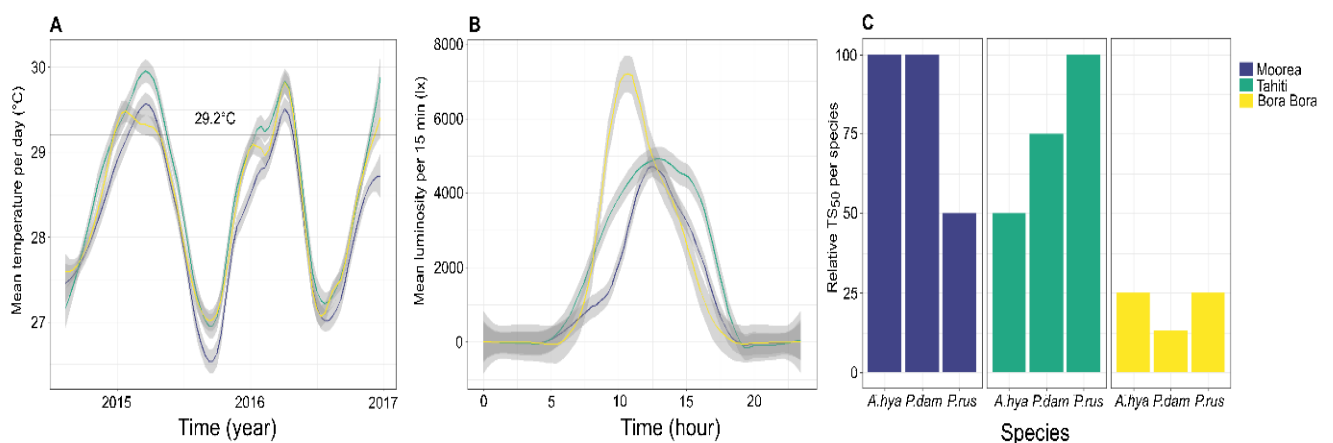 A
Mean temperature per day (°C)
30
29
28
27
29.2°C
2015
2016
2017
Time (year)
B
Mean luminosity per 15 min (lx)
8000
6000
4000
2000
0
0
5
10
15
20
Time (hour)
C
Relative TS50 per species
100
75
50
25
0
A.hya P.dam P.rus
A.hya P.dam P.rus
A.hya P.dam P.rus
Species
Moorea
Tahiti
Bora Bora